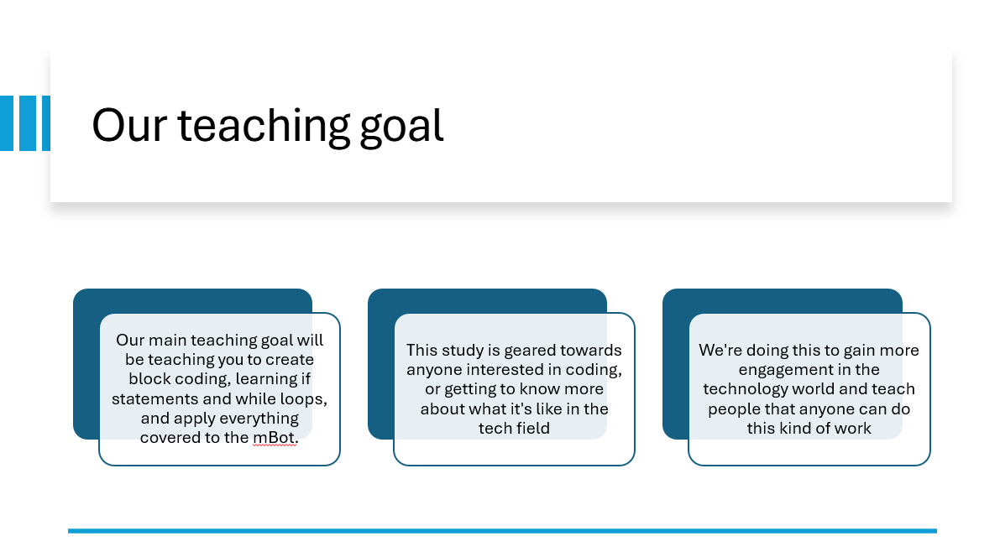 Our teaching goal
Our main teaching goal will
be teaching you to create
block coding, learning if
statements and while loops,
and apply everything
covered to the mBot.
This study is geared towards
anyone interested in coding,
or getting to know more
about what it's like in the
tech field
We're doing this to gain more
engagement in the
technology world and teach
people that anyone can do
this kind of work